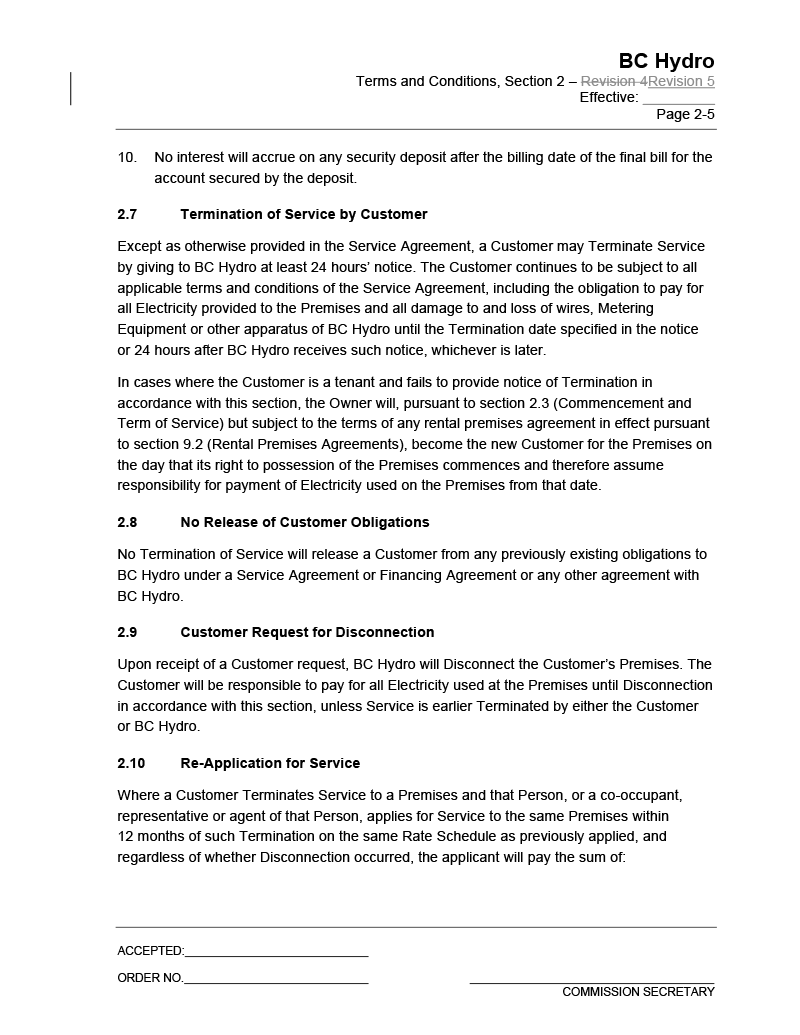 BC Hydro
Terms and Conditions, Section 2 – Revision 4Revision 5
Effective: _________
Page 2-5
10. No interest will accrue on any security deposit after the billing date of the final bill for the
account secured by the deposit.
2.7 Termination of Service by Customer
Except as otherwise provided in the Service Agreement, a Customer may Terminate Service
by giving to BC Hydro at least 24 hours’ notice. The Customer continues to be subject to all
applicable terms and conditions of the Service Agreement, including the obligation to pay for
all Electricity provided to the Premises and all damage to and loss of wires, Metering
Equipment or other apparatus of BC Hydro until the Termination date specified in the notice
or 24 hours after BC Hydro receives such notice, whichever is later.
In cases where the Customer is a tenant and fails to provide notice of Termination in
accordance with this section, the Owner will, pursuant to section 2.3 (Commencement and
Term of Service) but subject to the terms of any rental premises agreement in effect pursuant
to section 9.2 (Rental Premises Agreements), become the new Customer for the Premises on
the day that its right to possession of the Premises commences and therefore assume
responsibility for payment of Electricity used on the Premises from that date.
2.8 No Release of Customer Obligations
No Termination of Service will release a Customer from any previously existing obligations to
BC Hydro under a Service Agreement or Financing Agreement or any other agreement with
BC Hydro.
2.9 Customer Request for Disconnection
Upon receipt of a Customer request, BC Hydro will Disconnect the Customer’s Premises. The
Customer will be responsible to pay for all Electricity used at the Premises until Disconnection
in accordance with this section, unless Service is earlier Terminated by either the Customer
or BC Hydro.
2.10 Re-Application for Service
Where a Customer Terminates Service to a Premises and that Person, or a co-occupant,
representative or agent of that Person, applies for Service to the same Premises within
12 months of such Termination on the same Rate Schedule as previously applied, and
regardless of whether Disconnection occurred, the applicant will pay the sum of:
ACCEPTED:___________________________
ORDER NO.___________________________
COMMISSION SECRETARY